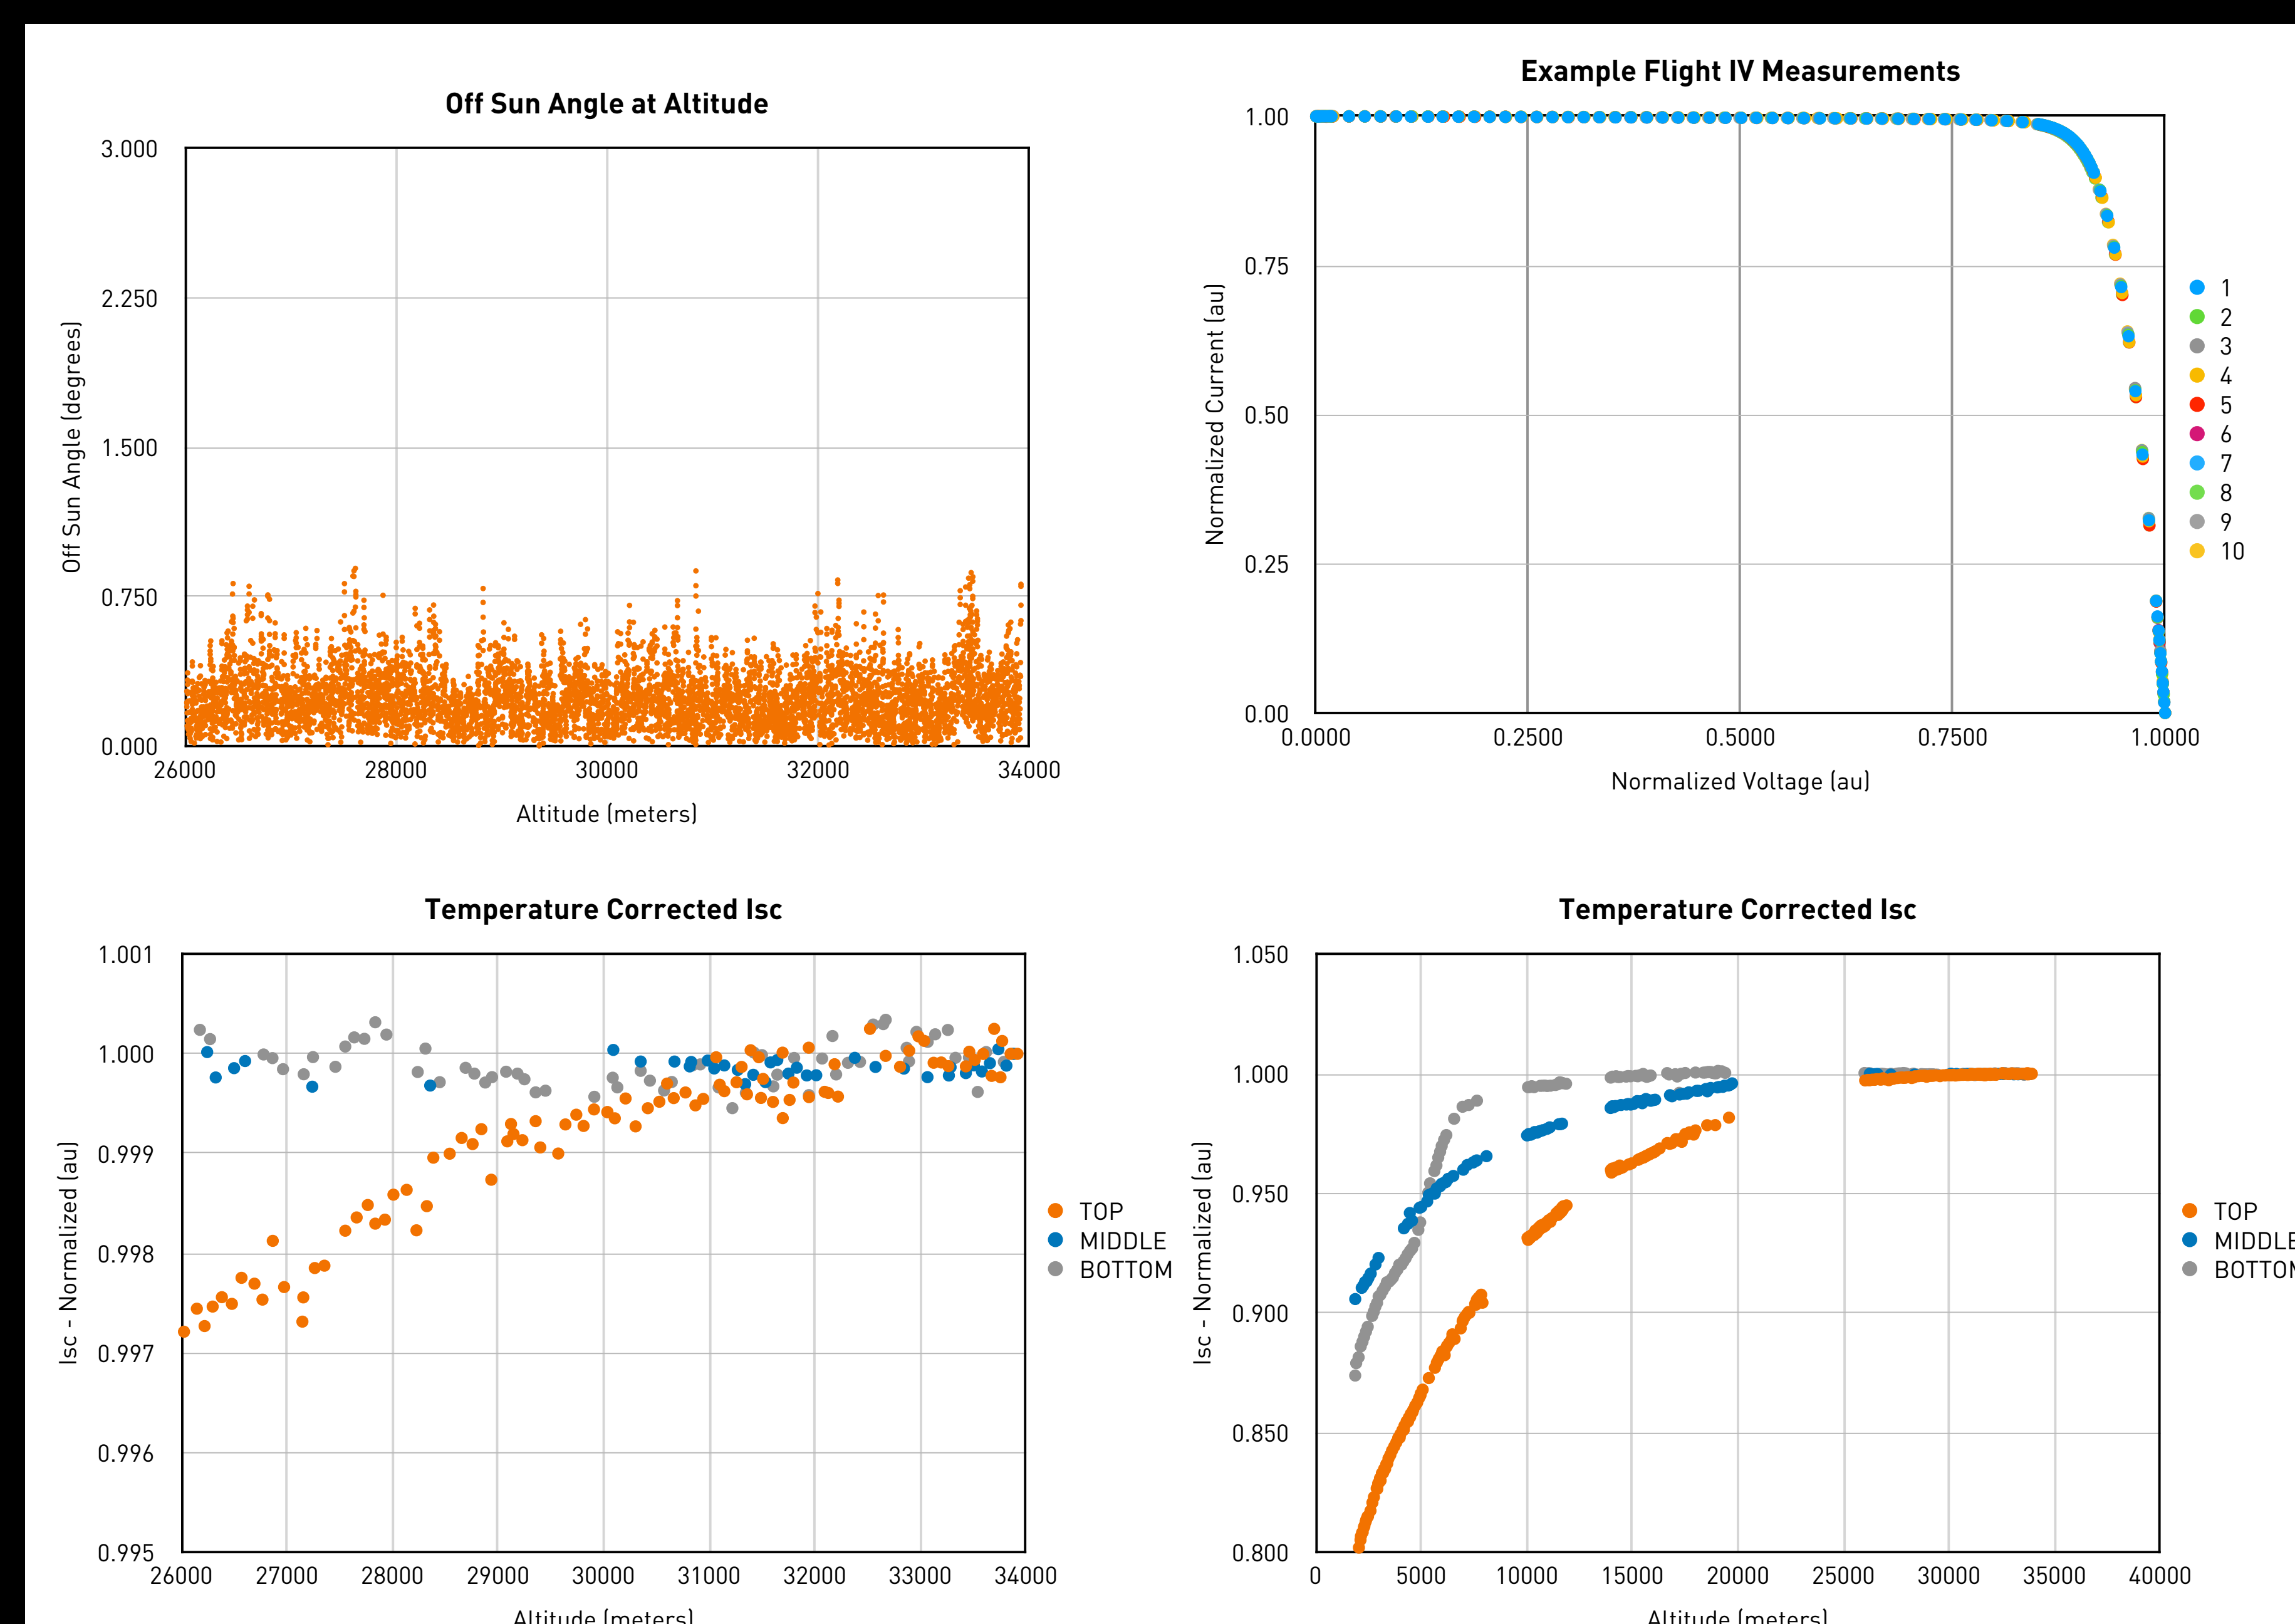 Off Sun Angle at Altitude
3.000
2.250
1.500
0.750
0.000
Off Sun Angle (degrees)
26000 28000 30000 32000 34000
Altitude (meters)
Example Flight IV Measurements
1.00
0.75
0.50
0.25
0.00
Normalized Current (au)
0.0000 0.2500 0.5000 0.7500 1.0000
Normalized Voltage (au)
1
2
3
4
5
6
7
8
9
10
Temperature Corrected Isc
1.001
1.000
0.999
0.998
0.997
0.996
0.995
Isc - Normalized (au)
26000 27000 28000 29000 30000 31000 32000 33000 34000
Altitude (meters)
TOP
MIDDLE
BOTTOM
Temperature Corrected Isc
1.050
1.000
0.950
0.900
0.850
0.800
Isc - Normalized (au)
0 5000 10000 15000 20000 25000 30000 35000 40000
Altitude (meters)
TOP
MIDDLE
BOTTOM